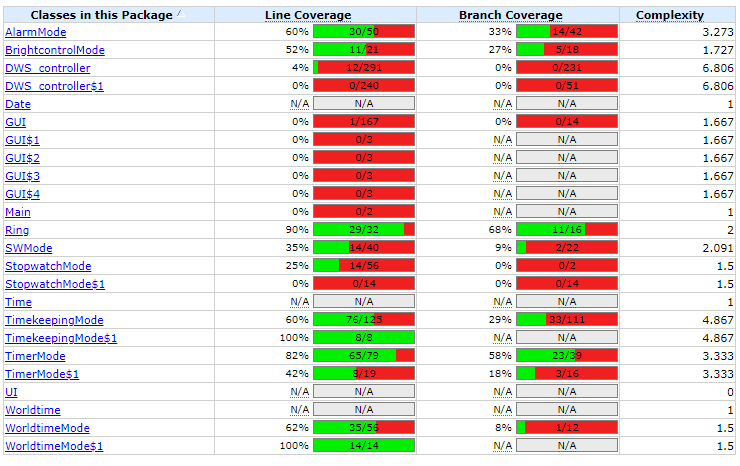 Classes in this Package Line Coverage Branch Coverage Complexity
AlarmMode 60% 30/50 33% 14/42 3.273
BrightcontrolMode 52% 11/21 27% 5/18 1.727
DWS_controller 4% 12/291 0% 0/231 6.806
DWS_controller$1 0% 0/240 0% 0/51 6.806
Date N/A N/A N/A N/A 1
GUI 0% 1/167 0% 0/14 1.667
GUI$1 0% 0/3 N/A N/A 1.667
GUI$2 0% 0/3 N/A N/A 1.667
GUI$3 0% 0/3 N/A N/A 1.667
GUI$4 0% 0/3 N/A N/A 1.667
Main 0% 0/2 N/A N/A 1
Ring 90% 29/32 68% 11/16 2
SWMode 35% 14/40 9% 2/22 2.091
StopwatchMode 25% 14/56 0% 0/2 1.5
StopwatchMode$1 0% 0/14 0% 0/14 1.5
Time N/A N/A N/A N/A 1
TimekeepingMode 60% 76/125 29% 33/111 4.867
TimekeepingMode$1 100% 8/8 N/A N/A 4.867
TimerMode 82% 65/79 58% 23/39 3.333
TimerMode$1 42% 8/19 18% 3/16 3.333
UI N/A N/A N/A N/A 0
Worldtime N/A N/A N/A N/A 1
WorldtimeMode 62% 35/56 8% 1/12 1.5
WorldtimeMode$1 100% 14/14 N/A N/A 1.5